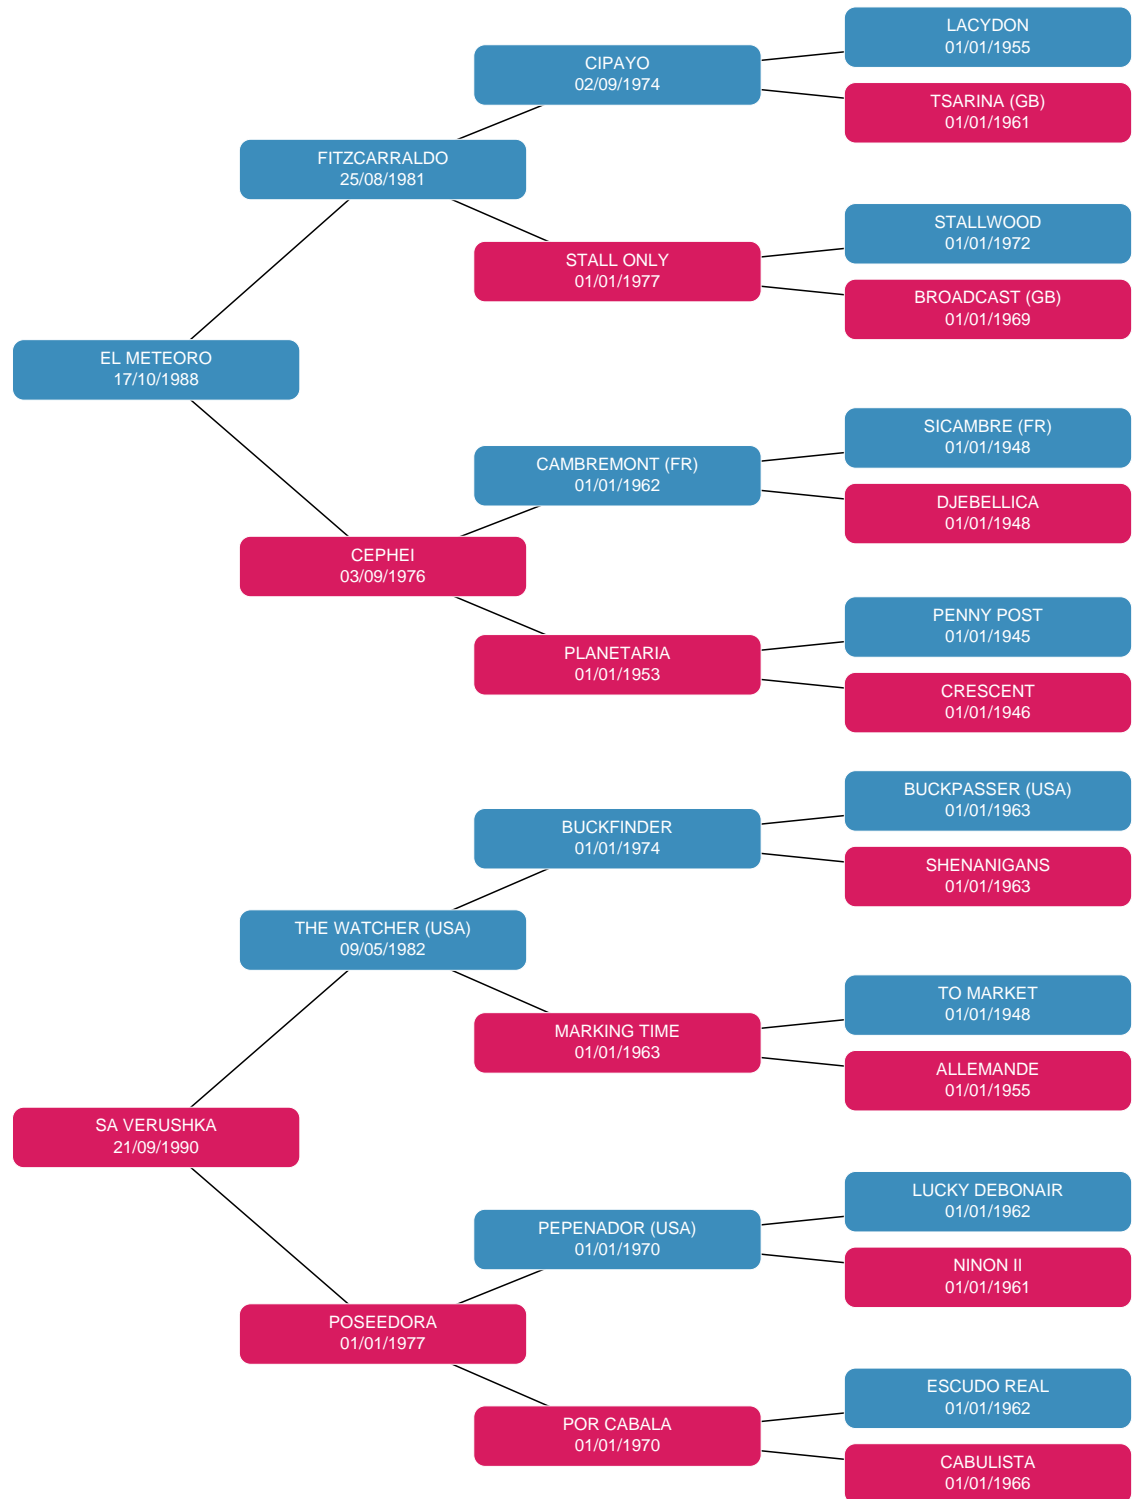 LACYDON
01/01/1955
CIPAYO
02/09/1974
TSARINA (GB)
01/01/1961
FITZCARRALDO
25/08/1981
STALLWOOD
01/01/1972
STALL ONLY
01/01/1977
BROADCAST (GB)
01/01/1969
EL METEORO
17/10/1988
SICAMBRE (FR)
01/01/1948
CAMBREMONT (FR)
01/01/1962
DJEBELLICA
01/01/1948
CEPHEI
03/09/1976
PENNY POST
01/01/1945
PLANETARIA
01/01/1953
CRESCENT
01/01/1946
BUCKPASSER (USA)
01/01/1963
BUCKFINDER
01/01/1974
SHENANIGANS
01/01/1963
THE WATCHER (USA)
09/05/1982
TO MARKET
01/01/1948
MARKING TIME
01/01/1963
ALLEMANDE
01/01/1955
SA VERUSHKA
21/09/1990
LUCKY DEBONAIR
01/01/1962
PEPENADOR (USA)
01/01/1970
NINON II
01/01/1961
POSEEDORA
01/01/1977
ESCUDO REAL
01/01/1962
POR CABALA
01/01/1970
CABULISTA
01/01/1966